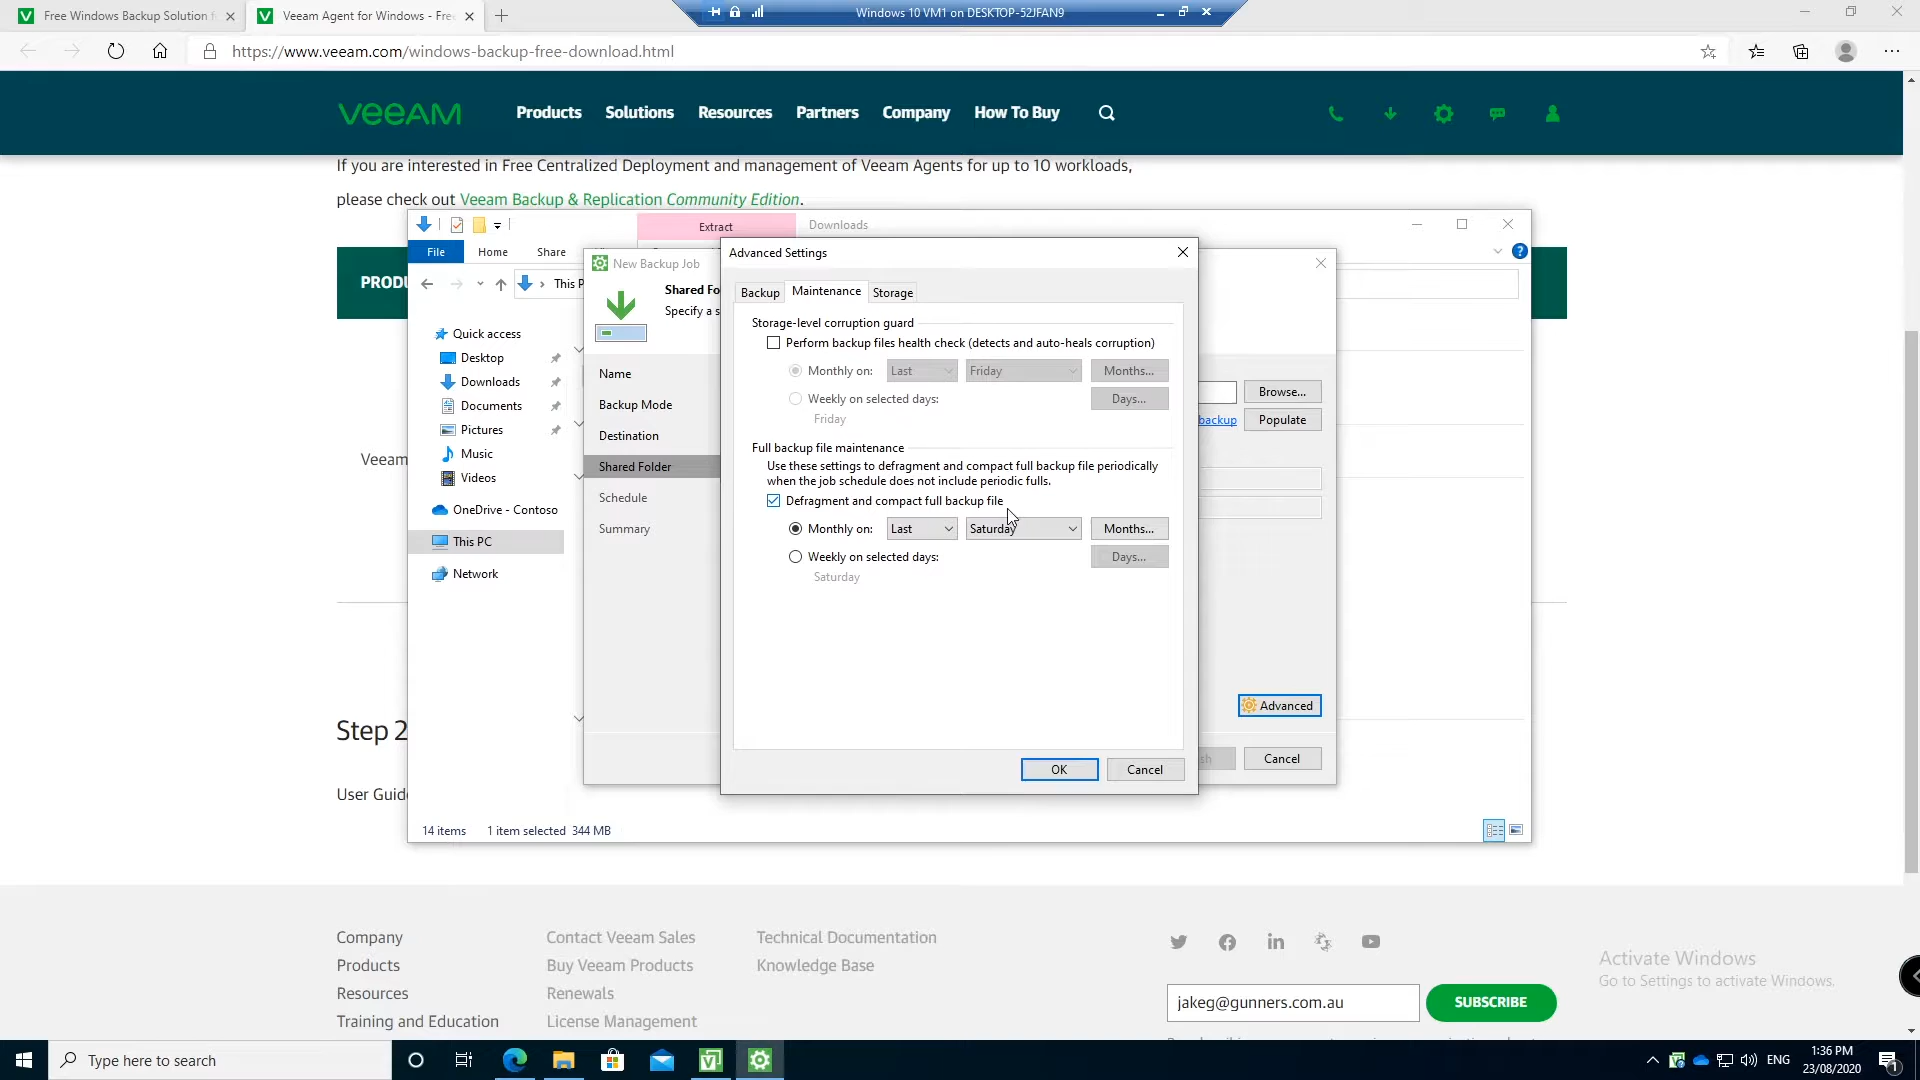 Free Windows Backup Solution f
Veeam Agent for Windows - Fre
Windows 10 VM1 on DESKTOP-52JFAN9
https://www.veeam.com/windows-backup-free-download.html
veeam
Products
Solutions
Resources
Partners
Company
How To Buy
If you are interested in Free Centralized Deployment and management of Veeam Agents for up to 10 workloads,
please check out Veeam Backup & Replication Community Edition.
PRODU
Veeam
Step 2
User Guide
Extract
Downloads
File
Home
Share
This P
Quick access
Desktop
Downloads
Documents
Pictures
Music
Videos
OneDrive - Contoso
This PC
Network
14 items
1 item selected 344 MB
New Backup Job
Shared Fo
Specify a s
Name
Backup Mode
Destination
Shared Folder
Schedule
Summary
Browse...
backup
Populate
Advanced
Cancel
Advanced Settings
Backup
Maintenance
Storage
Storage-level corruption guard
Perform backup files health check (detects and auto-heals corruption)
Monthly on:
Last
Friday
Months...
Weekly on selected days:
Days...
Friday
Full backup file maintenance
Use these settings to defragment and compact full backup file periodically
when the job schedule does not include periodic fulls.
Defragment and compact full backup file
Monthly on:
Last
Saturday
Months...
Weekly on selected days:
Days...
Saturday
OK
Cancel
Company
Products
Resources
Training and Education
Contact Veeam Sales
Buy Veeam Products
Renewals
License Management
Technical Documentation
Knowledge Base
jakeg@gunners.com.au
SUBSCRIBE
Activate Windows
Go to Settings to activate Windows.
Type here to search
ENG
1:36 PM
23/08/2020
1